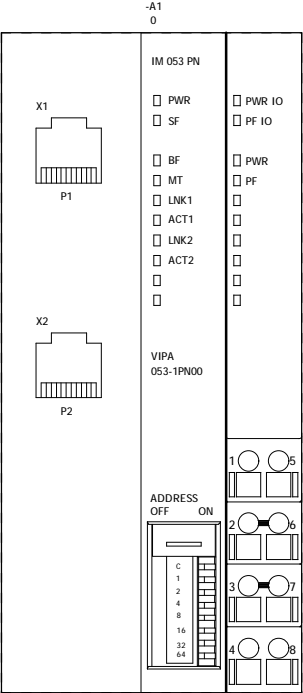 -A1
0
IM 053 PN
X1
P1
PWR
SF
BF
MT
LNK1
ACT1
LNK2
ACT2
PWR IO
PF IO
PWR
PF
X2
P2
VIPA
053-1PN00
ADDRESS
OFF ON
C
1
2
4
8
16
32
64
1 5
2 6
3 7
4 8